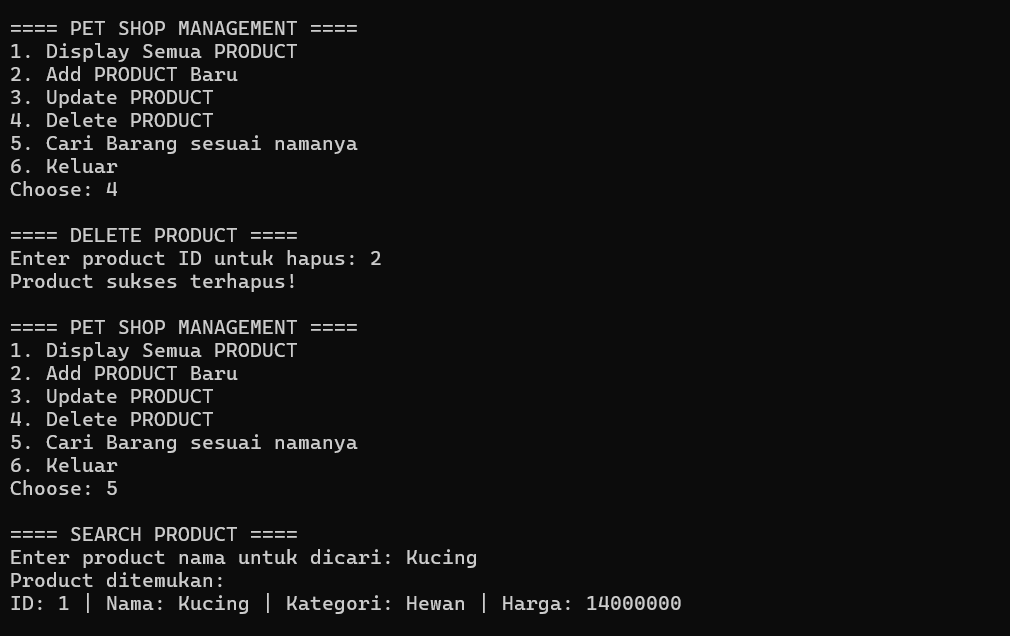 ==== PET SHOP MANAGEMENT ====
1. Display Semua PRODUCT
2. Add PRODUCT Baru
3. Update PRODUCT
4. Delete PRODUCT
5. Cari Barang sesuai namanya
6. Keluar
Choose: 4
==== DELETE PRODUCT ====
Enter product ID untuk hapus: 2
Product sukses terhapus!
==== PET SHOP MANAGEMENT ====
1. Display Semua PRODUCT
2. Add PRODUCT Baru
3. Update PRODUCT
4. Delete PRODUCT
5. Cari Barang sesuai namanya
6. Keluar
Choose: 5
==== SEARCH PRODUCT ====
Enter product nama untuk dicari: Kucing
Product ditemukan:
ID: 1 | Nama: Kucing | Kategori: Hewan | Harga: 14000000